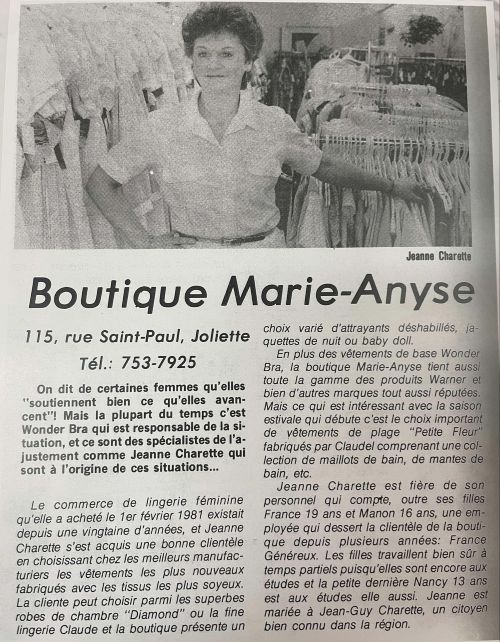 Jeanne Charette
Boutique Marie-Anyse
115, rue Saint-Paul, Joliette
Tél.: 753-7925
On dit de certaines femmes qu'elles
"soutiennent bien ce qu'elles avan-
cent"! Mais la plupart du temps c'est
Wonder Bra qui est responsable de la si-
tuation, et ce sont des spécialistes de l'a-
justement comme Jeanne Charette qui
sont à l'origine de ces situations...
Le commerce de lingerie féminine
qu'elle a acheté le 1er février 1981 existait
depuis une vingtaine d'années, et Jeanne
Charette s'est acquis une bonne clientèle
en choisissant chez les meilleurs manufac-
turiers les vêtements les plus nouveaux
fabriqués avec les tissus les plus soyeux.
La cliente peut choisir parmi les superbes
robes de chambre "Diamond" ou la fine
lingerie Claude et la boutique présente un
choix varié d'attrayants déshabillés, ja-
quettes de nuit ou baby doll.
En plus des vêtements de base Wonder
Bra, la boutique Marie-Anyse tient aussi
toute la gamme des produits Warner et
bien d'autres marques tout aussi réputées.
Mais ce qui est intéressant avec la saison
estivale qui débute c'est le choix important
de vêtements de plage "Petite Fleur"
fabriqués par Claudel comprenant une col-
lection de maillots de bain, de mantes de
bain, etc.
Jeanne Charette est fière de son
personnel qui compte, outre ses filles
France 19 ans et Manon 16 ans, une em-
ployée qui dessert la clientèle de la bouti-
que depuis plusieurs années: France
Généreux. Les filles travaillent bien sûr à
temps partiels puisqu'elles sont encore aux
études et la petite dernière Nancy 13 ans
est aux études elle aussi. Jeanne est
mariée à Jean-Guy Charette, un citoyen
bien connu dans la région.